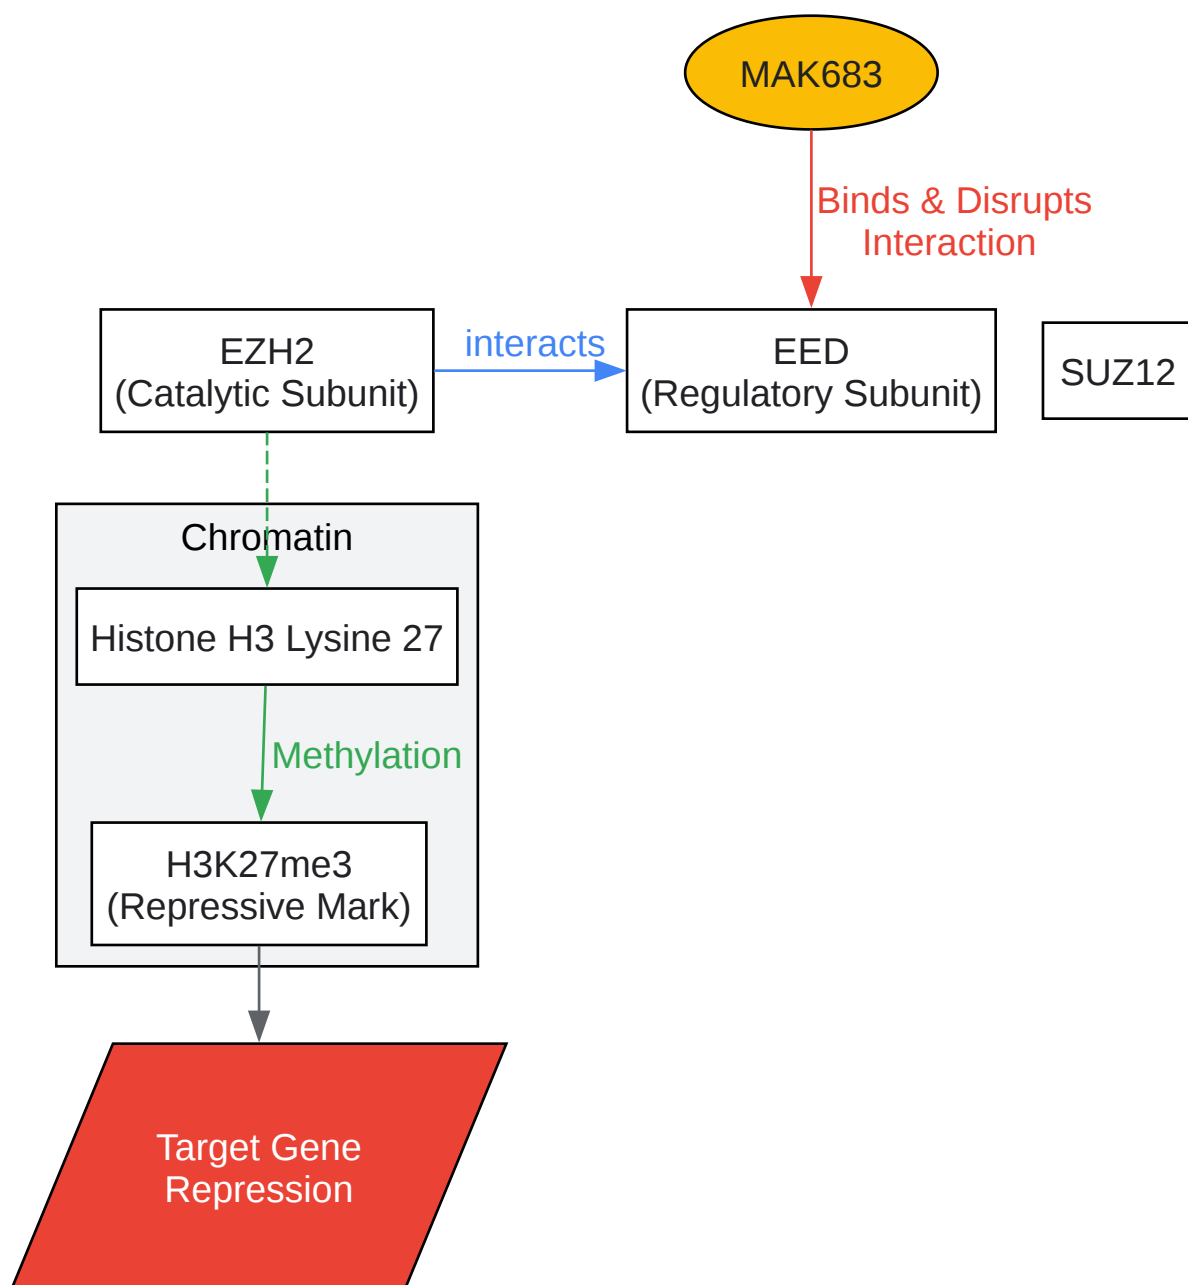 MAK683
Binds & Disrupts
Interaction
EZH2
(Catalytic Subunit)
interacts
EED
(Regulatory Subunit)
SUZ12
Chromatin
Histone H3 Lysine 27
Methylation
H3K27me3
(Repressive Mark)
Target Gene
Repression